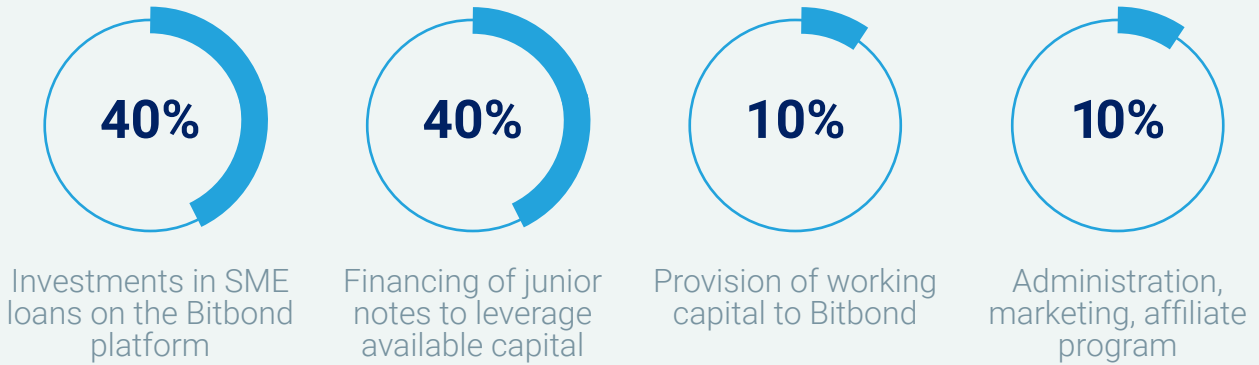 40%
Investments in SME
loans on the Bitbond
platform
40%
Financing of junior
notes to leverage
available capital
10%
Provision of working
capital to Bitbond
10%
Administration,
marketing, affiliate
program